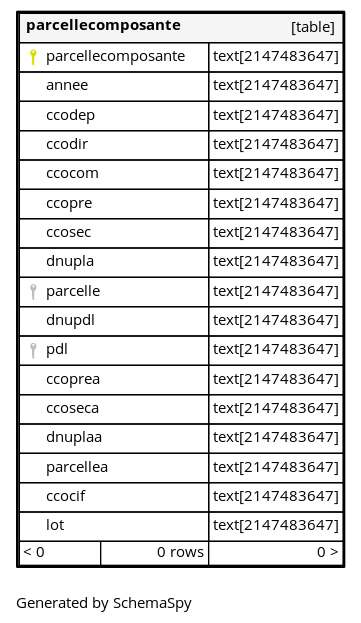 parcellecomposante [table]
parcellecomposante text[2147483647]
annee text[2147483647]
ccodep text[2147483647]
ccodir text[2147483647]
ccocom text[2147483647]
ccopre text[2147483647]
ccosec text[2147483647]
dnupla text[2147483647]
parcelle text[2147483647]
dnupdl text[2147483647]
pdl text[2147483647]
ccoprea text[2147483647]
ccoseca text[2147483647]
dnuplaa text[2147483647]
parcellea text[2147483647]
ccocif text[2147483647]
lot text[2147483647]
< 0 0 rows 0 >
Generated by SchemaSpy